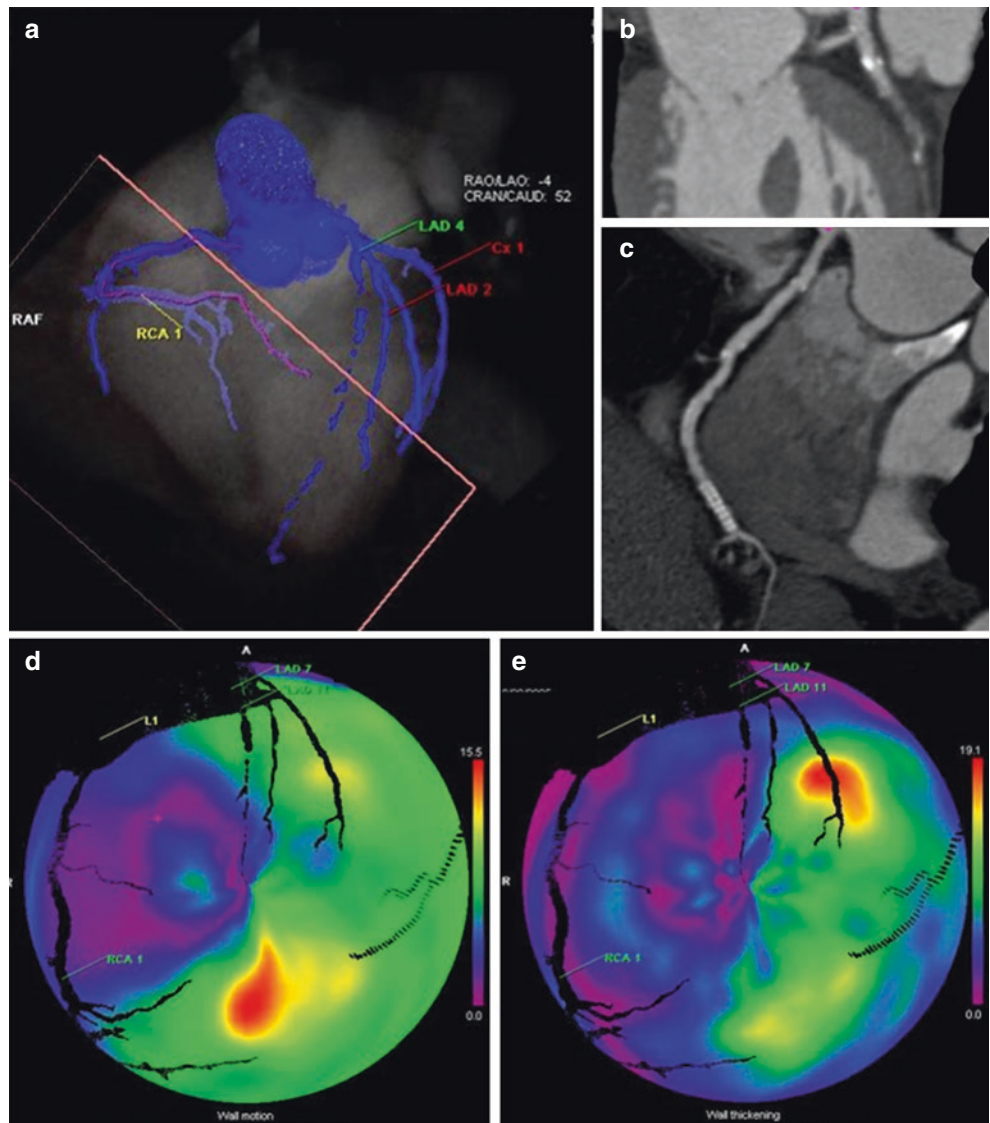 a
RAO/LAO: -4
CRAN/CAUD: 52
LAD 4
Cx 1
LAD 2
RAF
RCA 1
b
c
d
A
LAD 7
L1
15.5
R
RCA 1
0.0
Wall motion
e
A
LAD 7
LAD 11
L1
19.1
R
RCA 1
0.0
Wall thickening